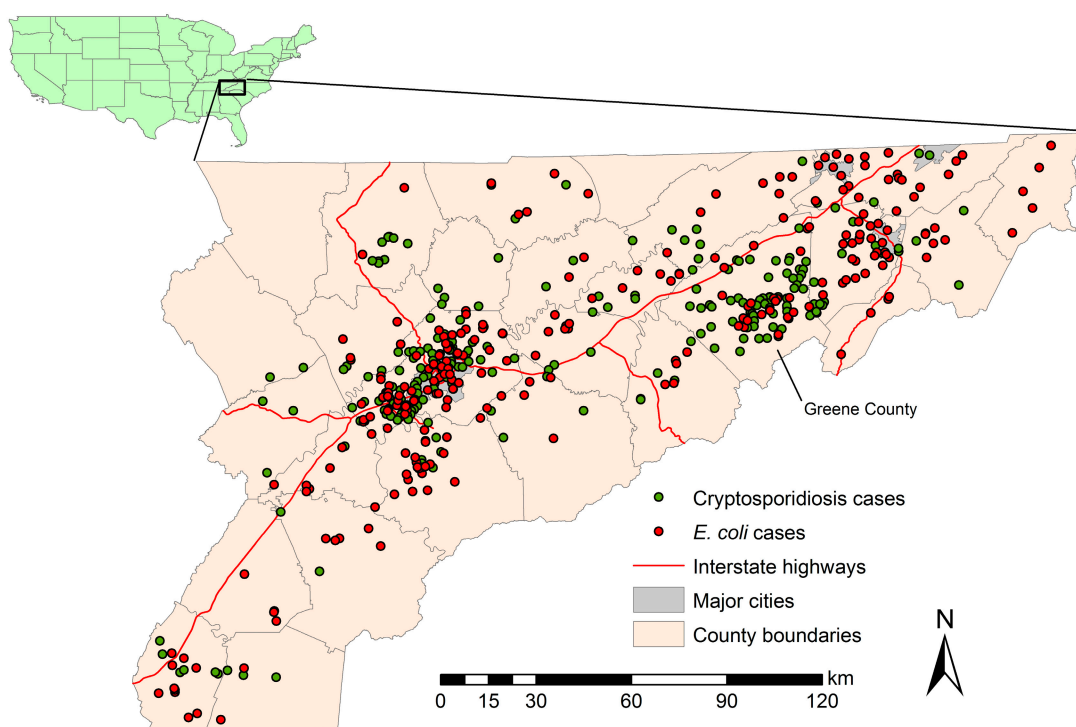 Greene County
Cryptosporidiosis cases
E. coli cases
Interstate highways
Major cities
County boundaries
N
km
0 15 30 60 90 120